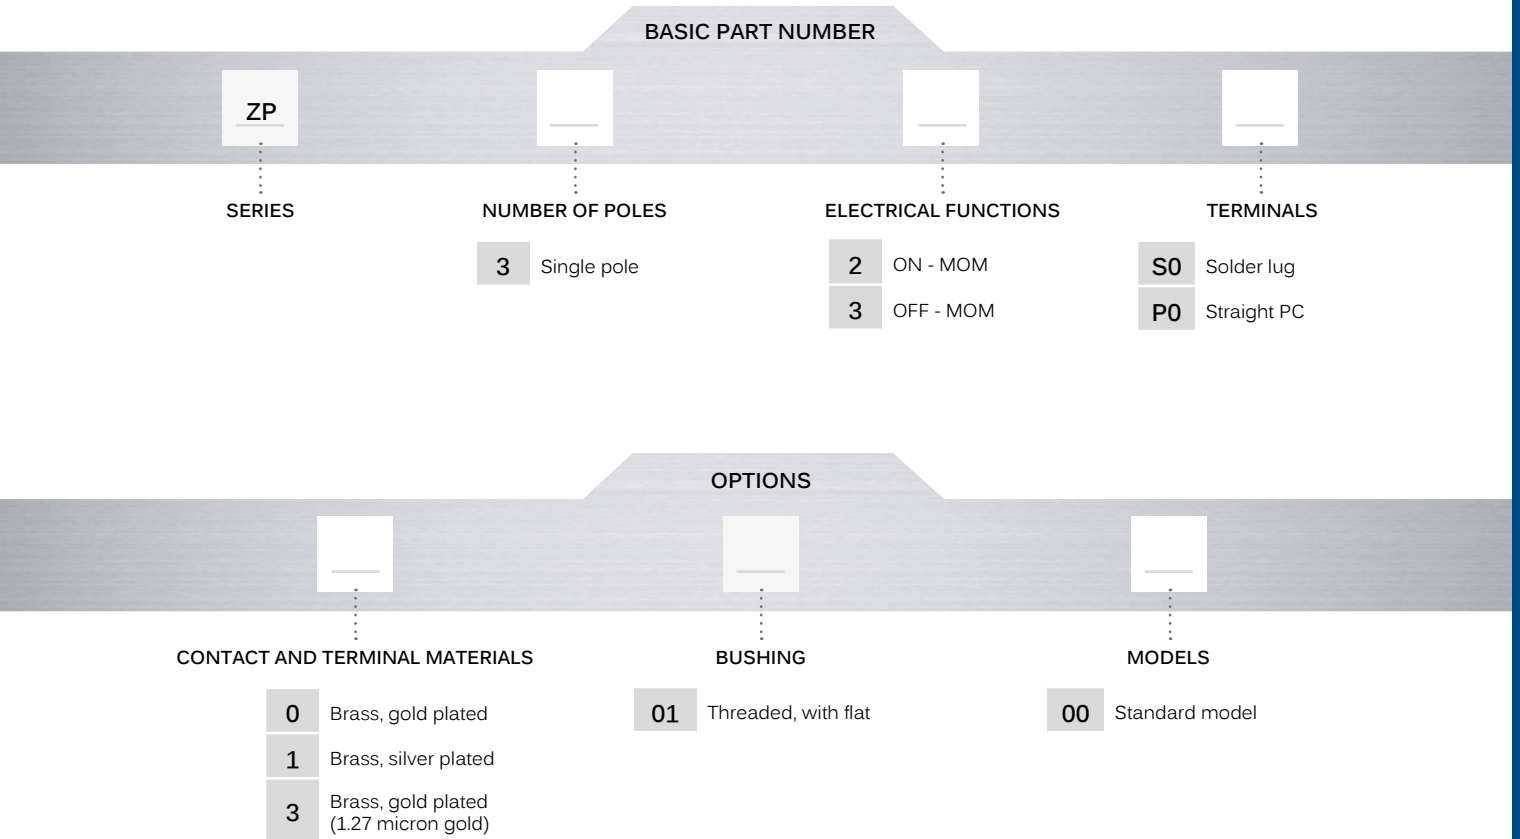 BASIC PART NUMBER
ZP
SERIES
NUMBER OF POLES
3 Single pole
ELECTRICAL FUNCTIONS
2 ON - MOM
3 OFF - MOM
TERMINALS
S0 Solder lug
P0 Straight PC
OPTIONS
CONTACT AND TERMINAL MATERIALS
0 Brass, gold plated
1 Brass, silver plated
3 Brass, gold plated
(1.27 micron gold)
BUSHING
01 Threaded, with flat
MODELS
00 Standard model